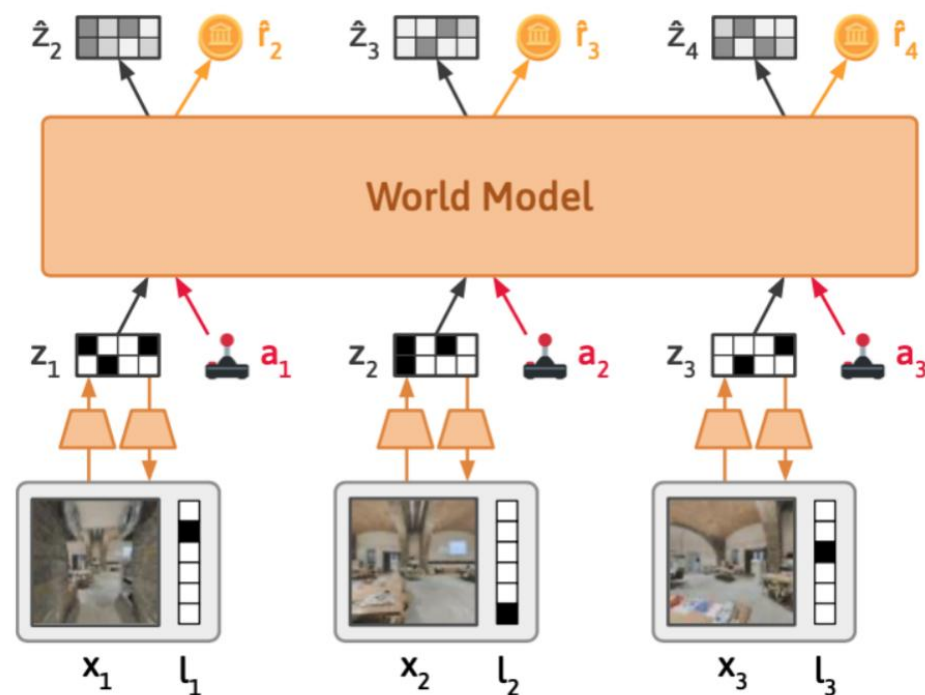 ẑ₂ r̂₂ ẑ₃ r̂₃ ẑ₄ r̂₄
World Model
z₁ a₁ z₂ a₂ z₃ a₃
x₁ l₁ x₂ l₂ x₃ l₃